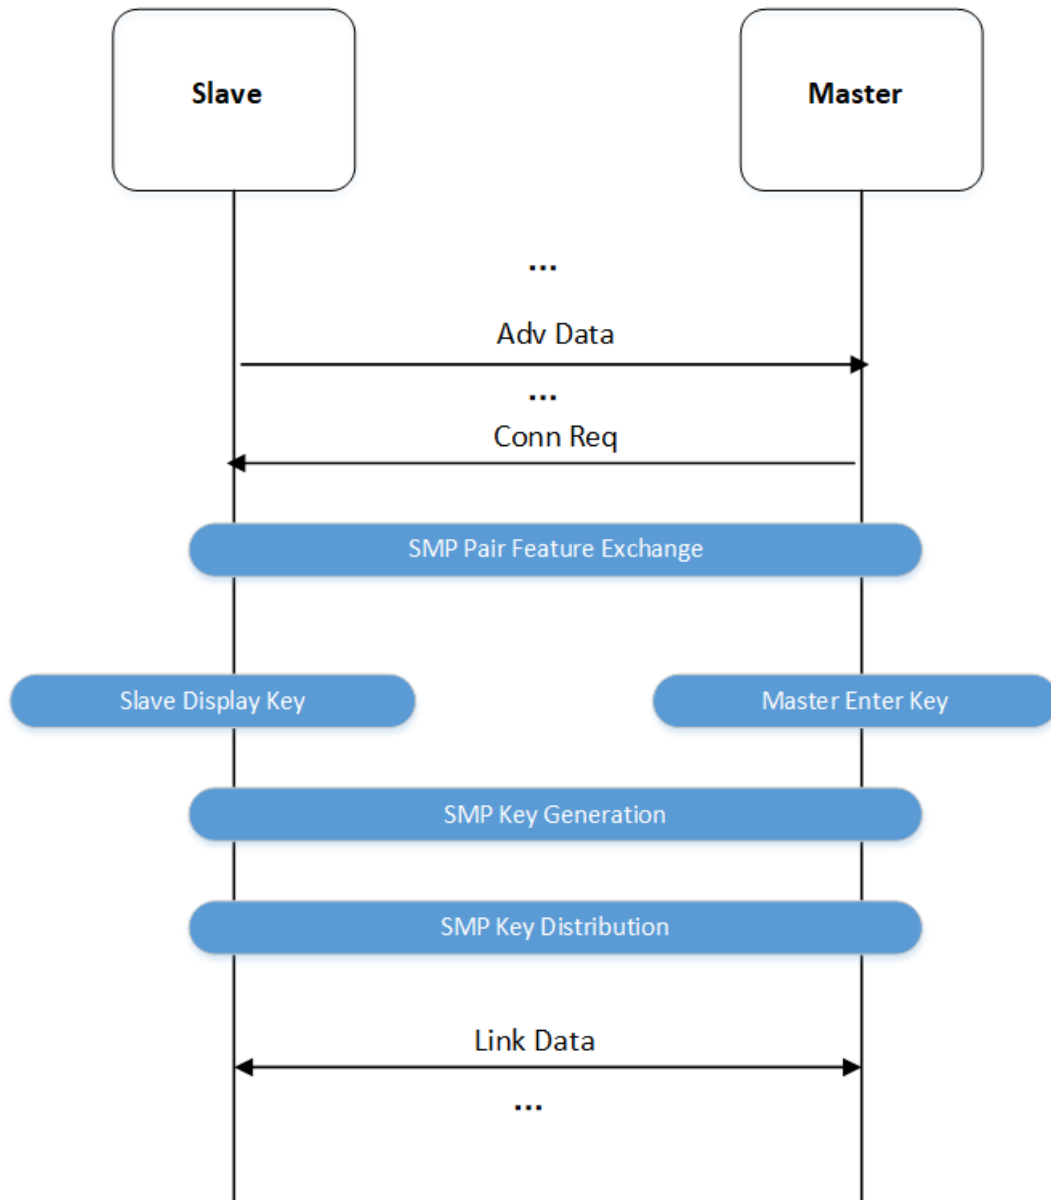 Slave
Master
...
Adv Data
...
Conn Req
SMP Pair Feature Exchange
Slave Display Key
Master Enter Key
SMP Key Generation
SMP Key Distribution
Link Data
...